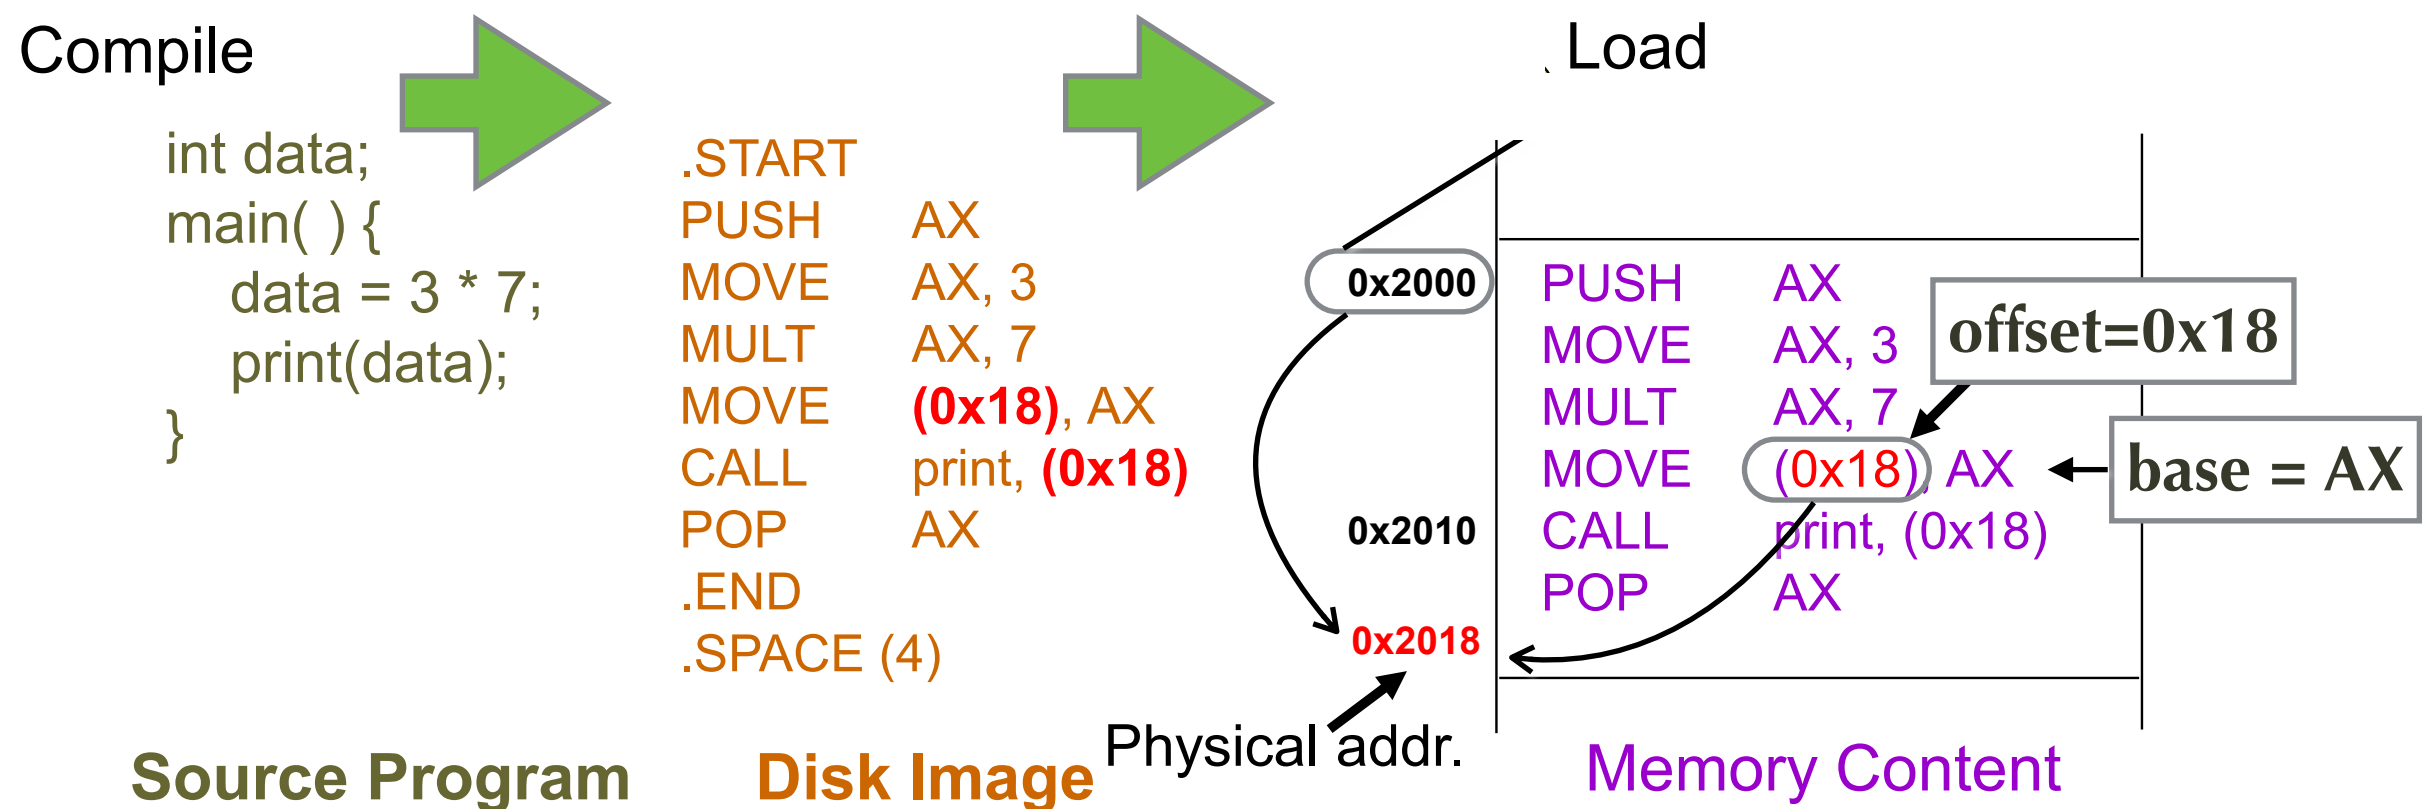 Compile
Load
int data;
main( ) {
data = 3 * 7;
print(data);
}
.START
PUSH AX
MOVE AX, 3
MULT AX, 7
MOVE (0x18), AX
CALL print, (0x18)
POP AX
.END
.SPACE (4)
0x2000
0x2010
0x2018
PUSH AX
MOVE AX, 3
MULT AX, 7
MOVE (0x18), AX
CALL print, (0x18)
POP AX
offset=0x18
base = AX
Physical addr.
Source Program
Disk Image
Memory Content